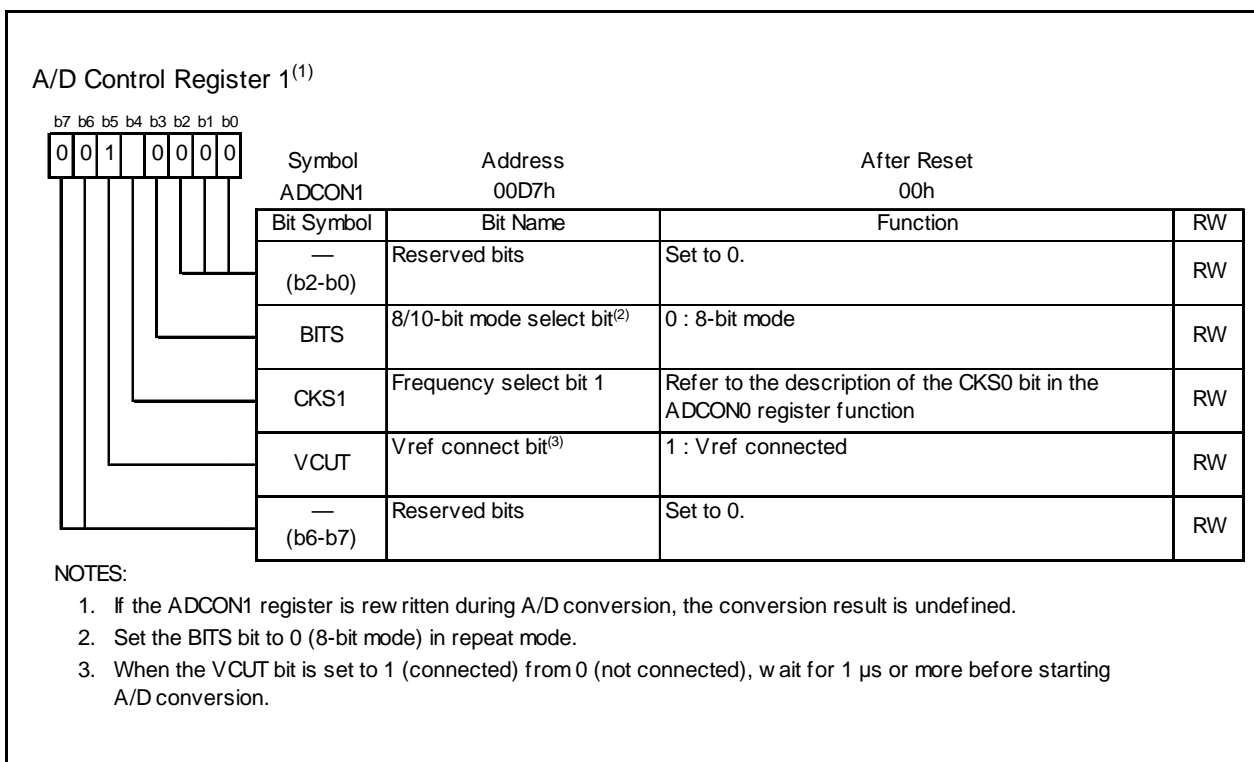 A/D Control Register 1(1)
b7 b6 b5 b4 b3 b2 b1 b0
0 0 1 0 0 0 0
Symbol Address After Reset
ADCON1 00D7h 00h
Bit Symbol Bit Name Function RW
— (b2-b0) Reserved bits Set to 0. RW
BITS 8/10-bit mode select bit(2) 0 : 8-bit mode RW
CKS1 Frequency select bit 1 Refer to the description of the CKS0 bit in the
ADCON0 register function RW
VCUT Vref connect bit(3) 1 : Vref connected RW
— (b6-b7) Reserved bits Set to 0. RW
NOTES:
1. If the ADCON1 register is rewritten during A/D conversion, the conversion result is undefined.
2. Set the BITS bit to 0 (8-bit mode) in repeat mode.
3. When the VCUT bit is set to 1 (connected) from 0 (not connected), wait for 1 µs or more before starting
A/D conversion.